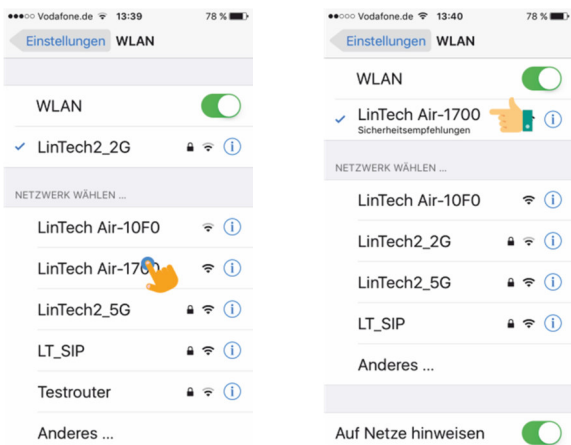 Vodafone.de 13:39 78 %
Einstellungen WLAN
WLAN
LinTech2_2G
NETZWERK WÄHLEN ...
LinTech Air-10F0
LinTech Air-1700
LinTech2_5G
LT_SIP
Testrouter
Anderes ...
Vodafone.de 13:40 78 %
Einstellungen WLAN
WLAN
LinTech Air-1700
Sicherheitsempfehlungen
NETZWERK WÄHLEN ...
LinTech Air-10F0
LinTech2_2G
LinTech2_5G
LT_SIP
Anderes ...
Auf Netze hinweisen